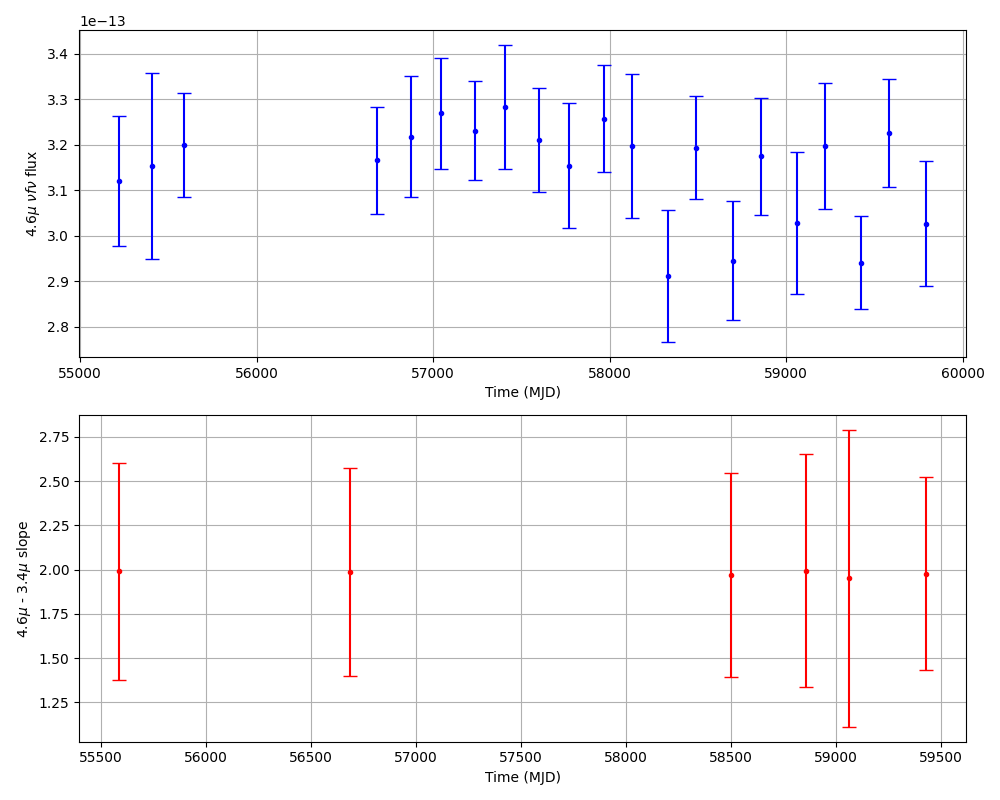 1e−13
3.4
3.3
3.2
3.1
3.0
2.9
2.8
4.6μ νfν flux
55000 56000 57000 58000 59000 60000
Time (MJD)
2.75
2.50
2.25
2.00
1.75
1.50
1.25
4.6μ - 3.4μ slope
55500 56000 56500 57000 57500 58000 58500 59000 59500
Time (MJD)